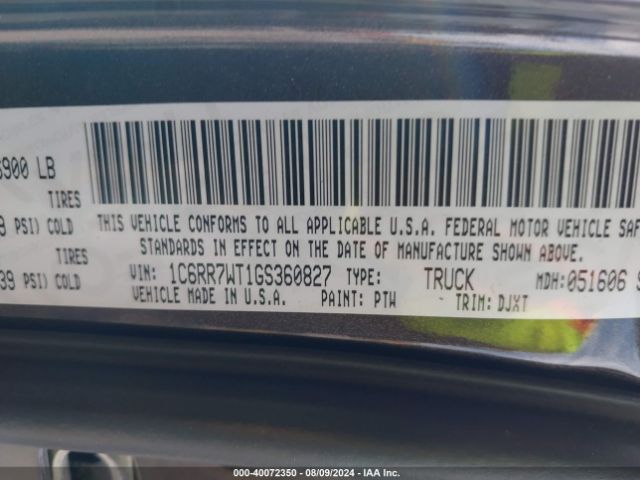 6900 LB
TIRES
9 PSI) COLD
TIRES
39 PSI) COLD
THIS VEHICLE CONFORMS TO ALL APPLICABLE U.S.A. FEDERAL MOTOR VEHICLE SAF
STANDARDS IN EFFECT ON THE DATE OF MANUFACTURE SHOWN ABOVE.
VIN: 1C6RR7WT1GS360827 TYPE: TRUCK MDH: 051606 S
VEHICLE MADE IN U.S.A. PAINT: PTW TRIM: DJXT
000-40072350 | 08/09/2024 - IAA Inc.